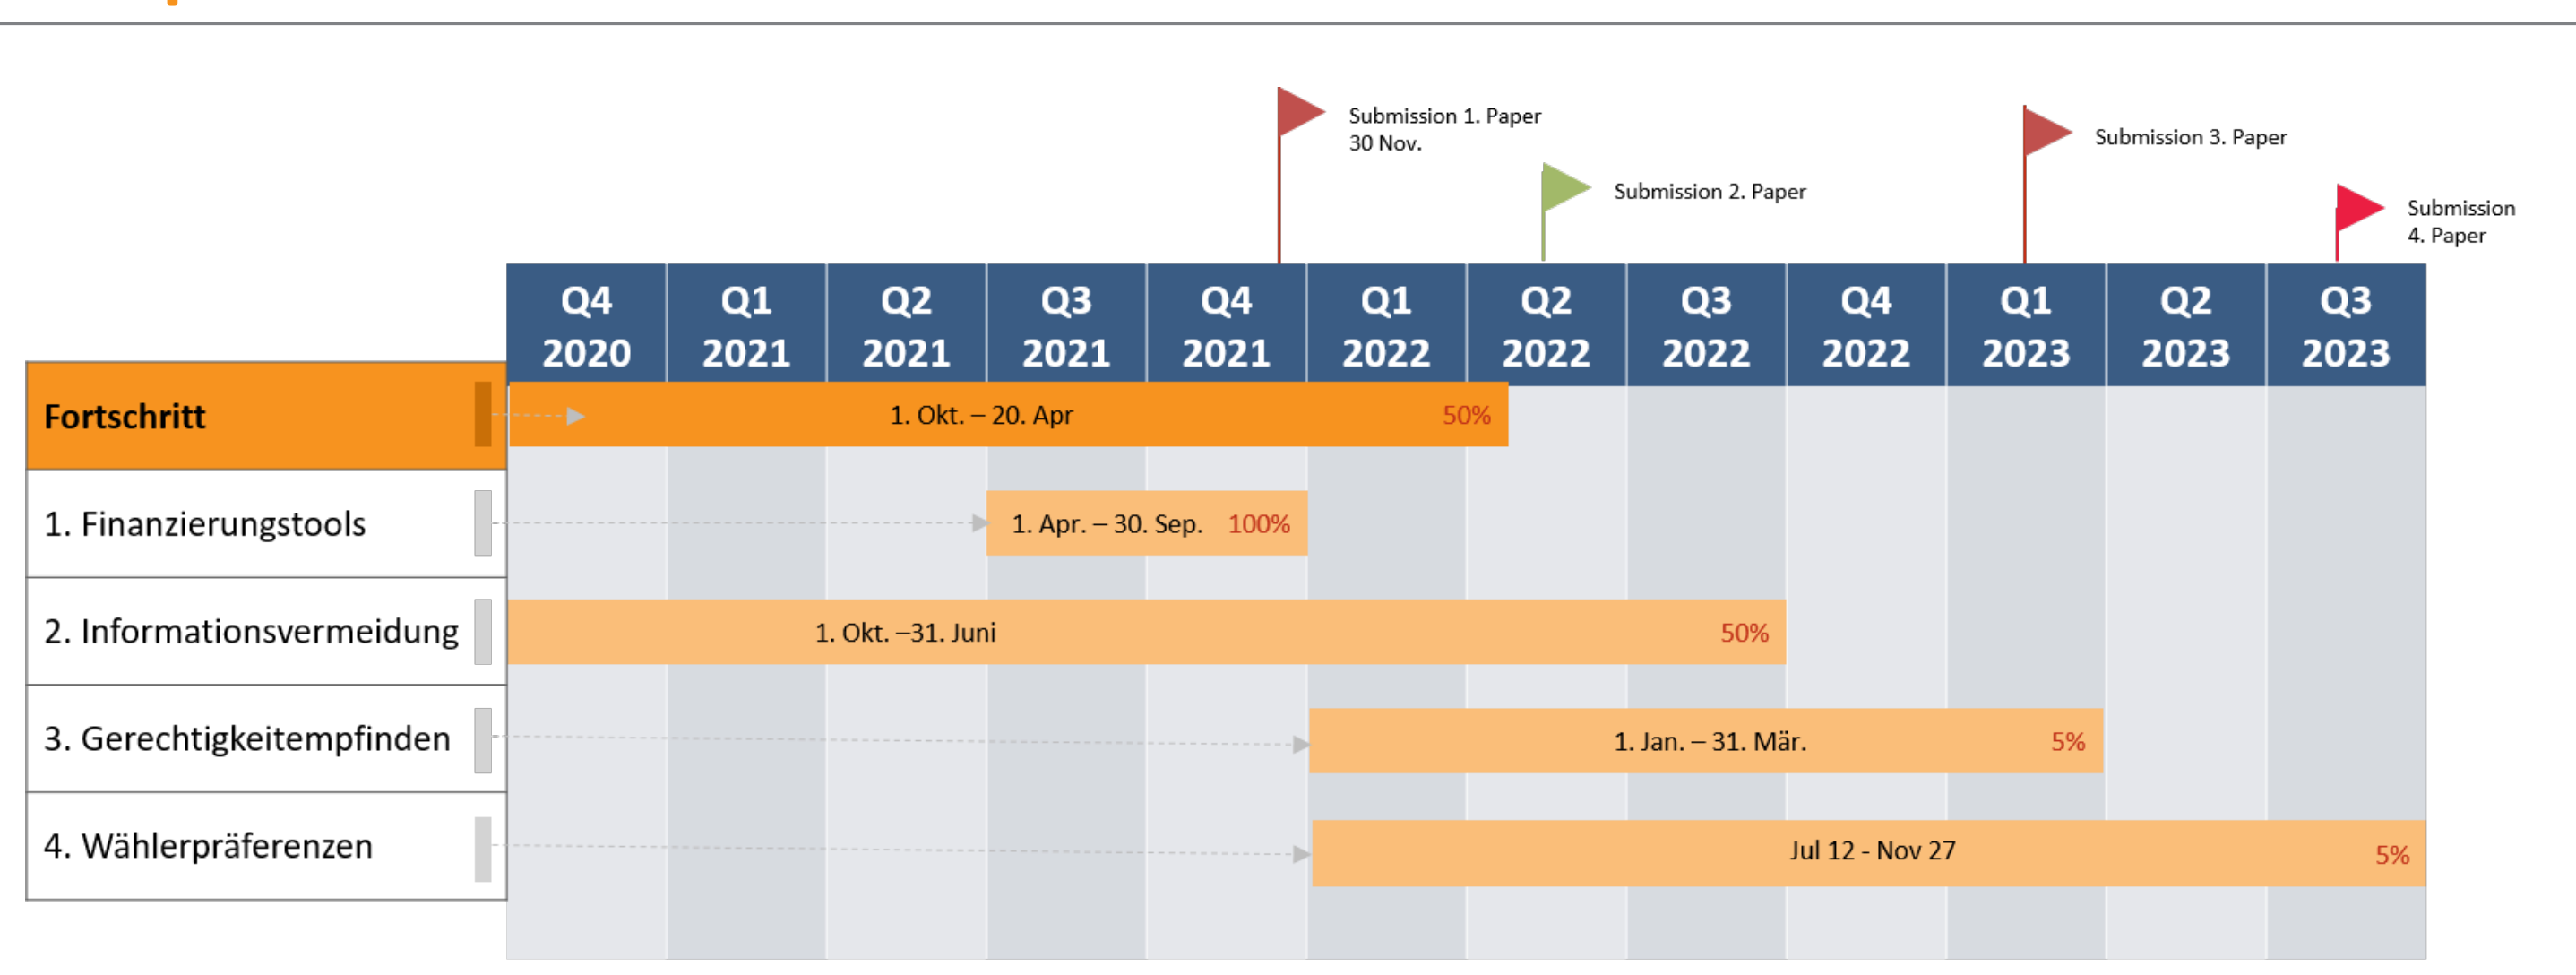 Submission 1. Paper
30 Nov.
Submission 2. Paper
Submission 3. Paper
Submission
4. Paper
Q4 2020
Q1 2021
Q2 2021
Q3 2021
Q4 2021
Q1 2022
Q2 2022
Q3 2022
Q4 2022
Q1 2023
Q2 2023
Q3 2023
Fortschritt
1. Okt. – 20. Apr
50%
1. Finanzierungstools
1. Apr. – 30. Sep.
100%
2. Informationsvermeidung
1. Okt. –31. Juni
50%
3. Gerechtigkeitempfinden
1. Jan. – 31. Mär.
5%
4. Wählerpräferenzen
Jul 12 - Nov 27
5%